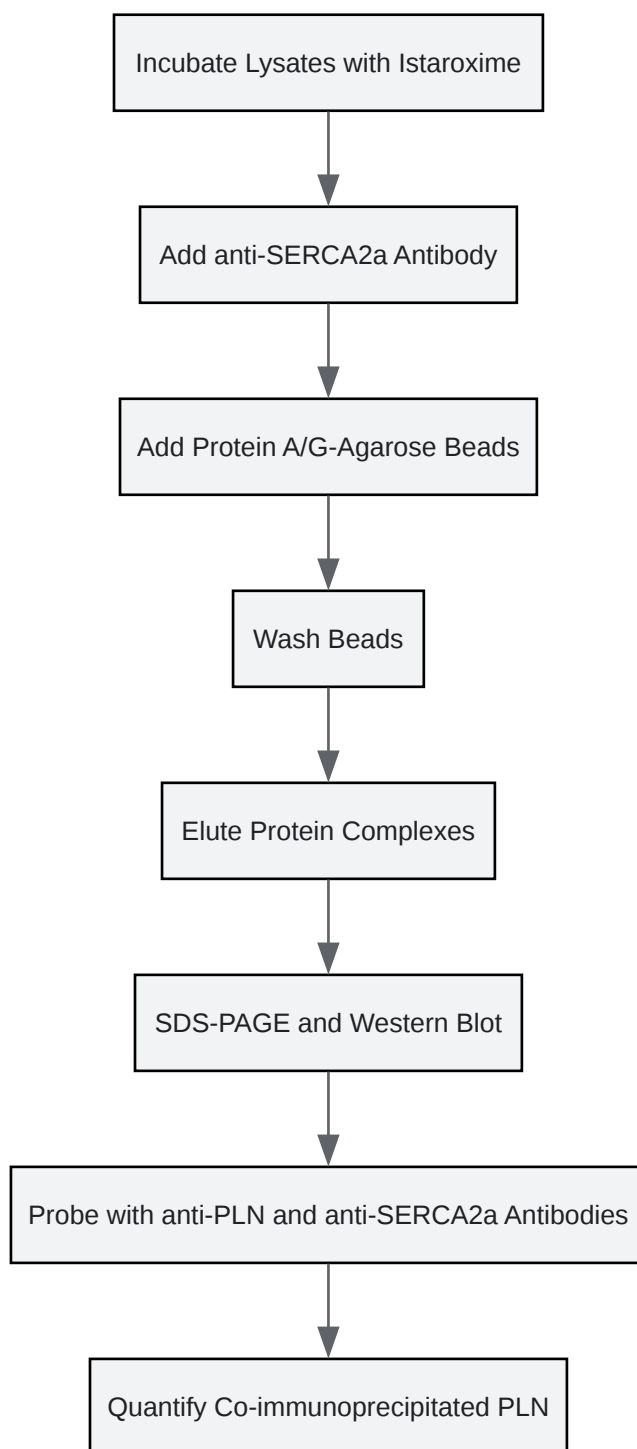 Incubate Lysates with Istaroxime
Add anti-SERCA2a Antibody
Add Protein A/G-Agarose Beads
Wash Beads
Elute Protein Complexes
SDS-PAGE and Western Blot
Probe with anti-PLN and anti-SERCA2a Antibodies
Quantify Co-immunoprecipitated PLN